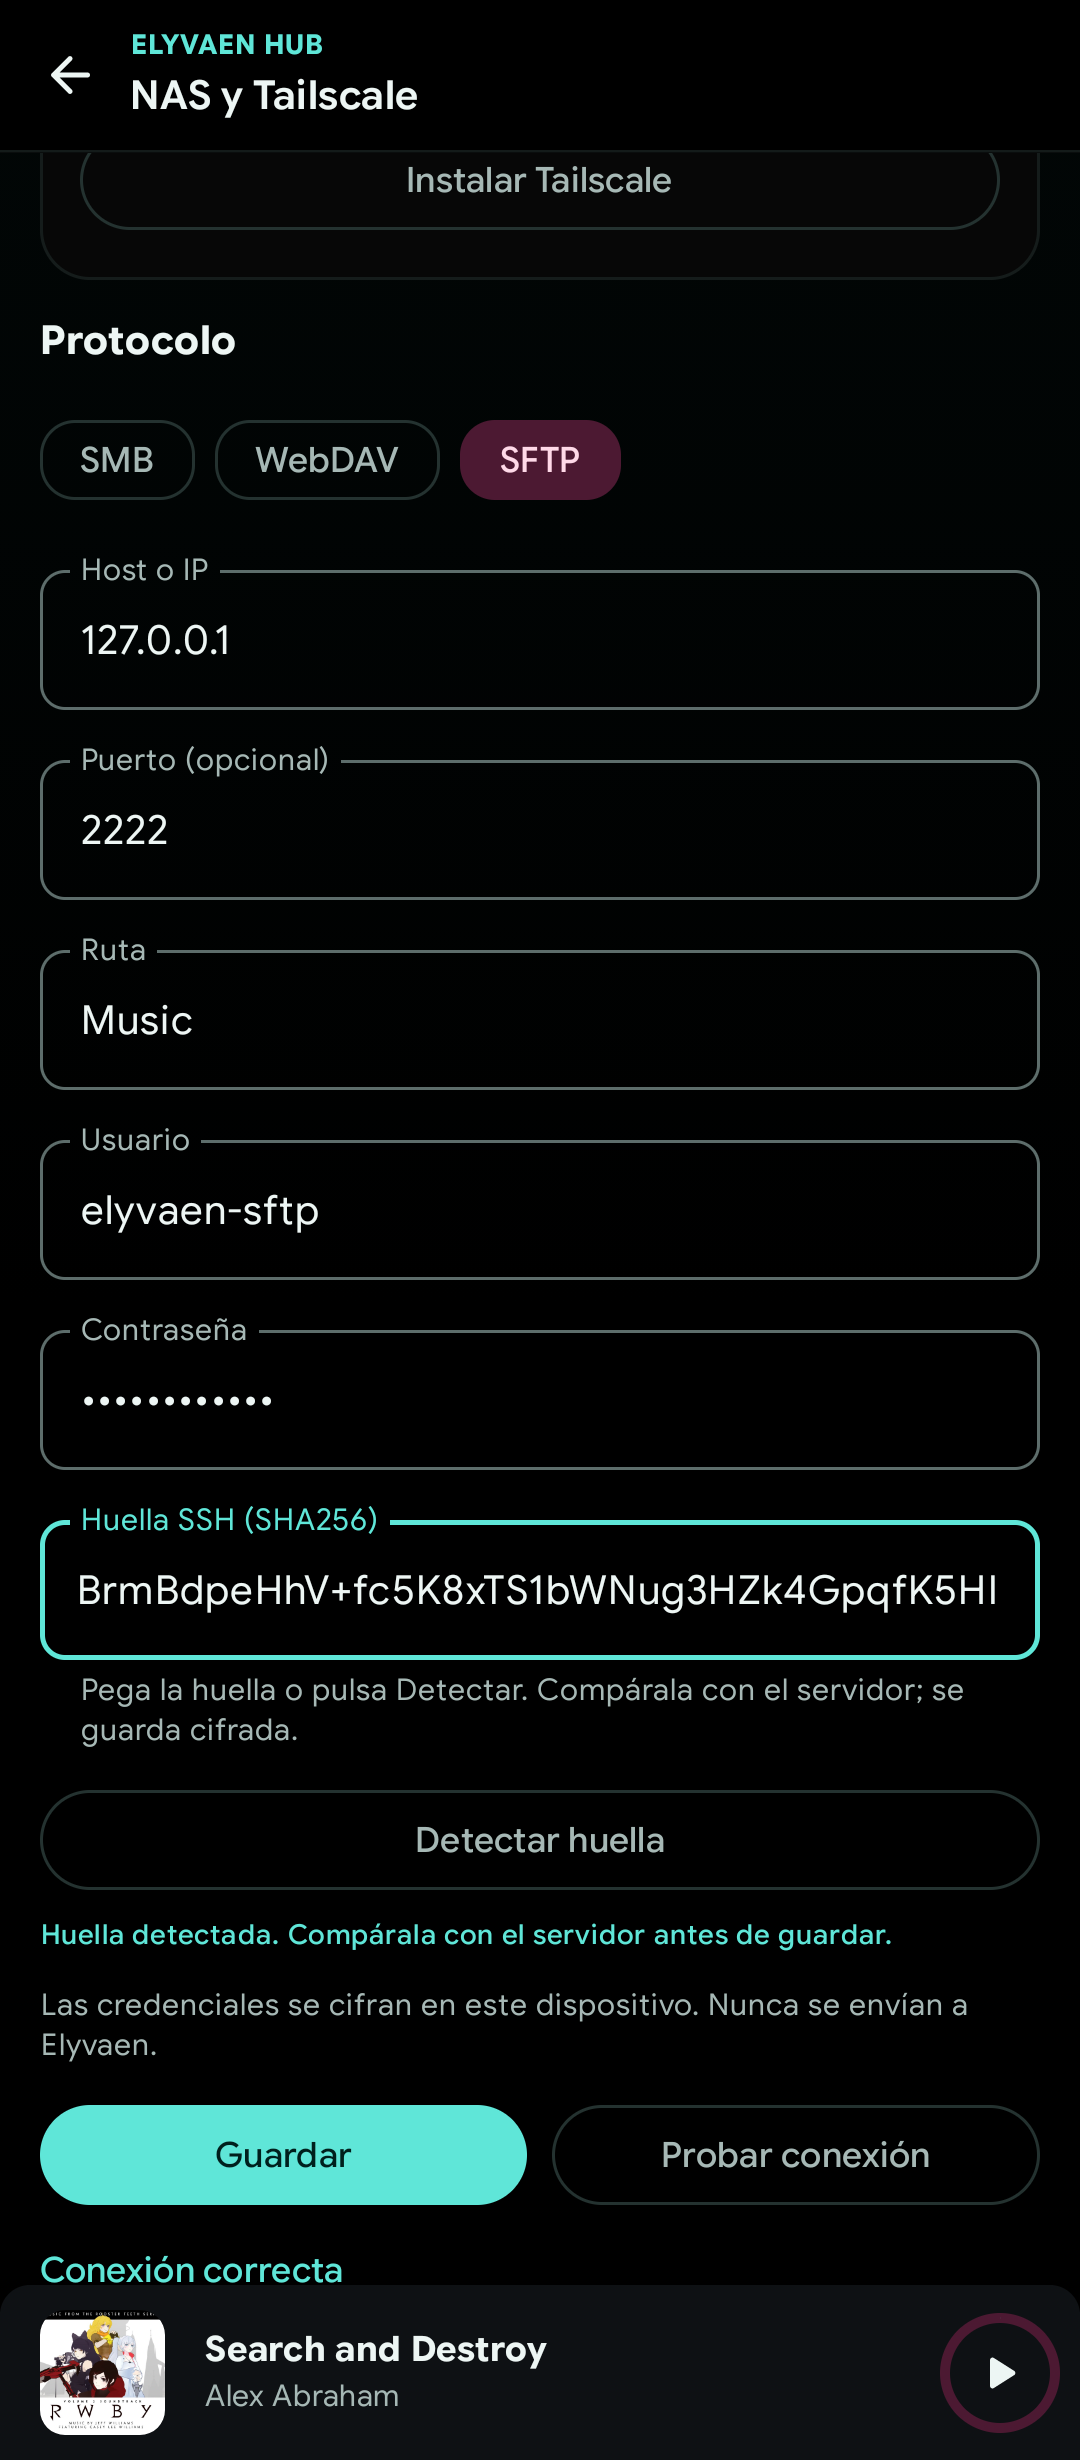 ELYVAEN HUB
NAS y Tailscale
Instalar Tailscale
Protocolo
SMB
WebDAV
SFTP
Host o IP
127.0.0.1
Puerto (opcional)
2222
Ruta
Music
Usuario
elyvaen-sftp
Contraseña
••••••••••••
Huella SSH (SHA256)
BrmBdpeHhV+fc5K8xTS1bWNug3HZk4GpqfK5HI
Pega la huella o pulsa Detectar. Compárala con el servidor; se
guarda cifrada.
Detectar huella
Huella detectada. Compárala con el servidor antes de guardar.
Las credenciales se cifran en este dispositivo. Nunca se envían a
Elyvaen.
Guardar
Probar conexión
Conexión correcta
RWBY
Search and Destroy
Alex Abraham